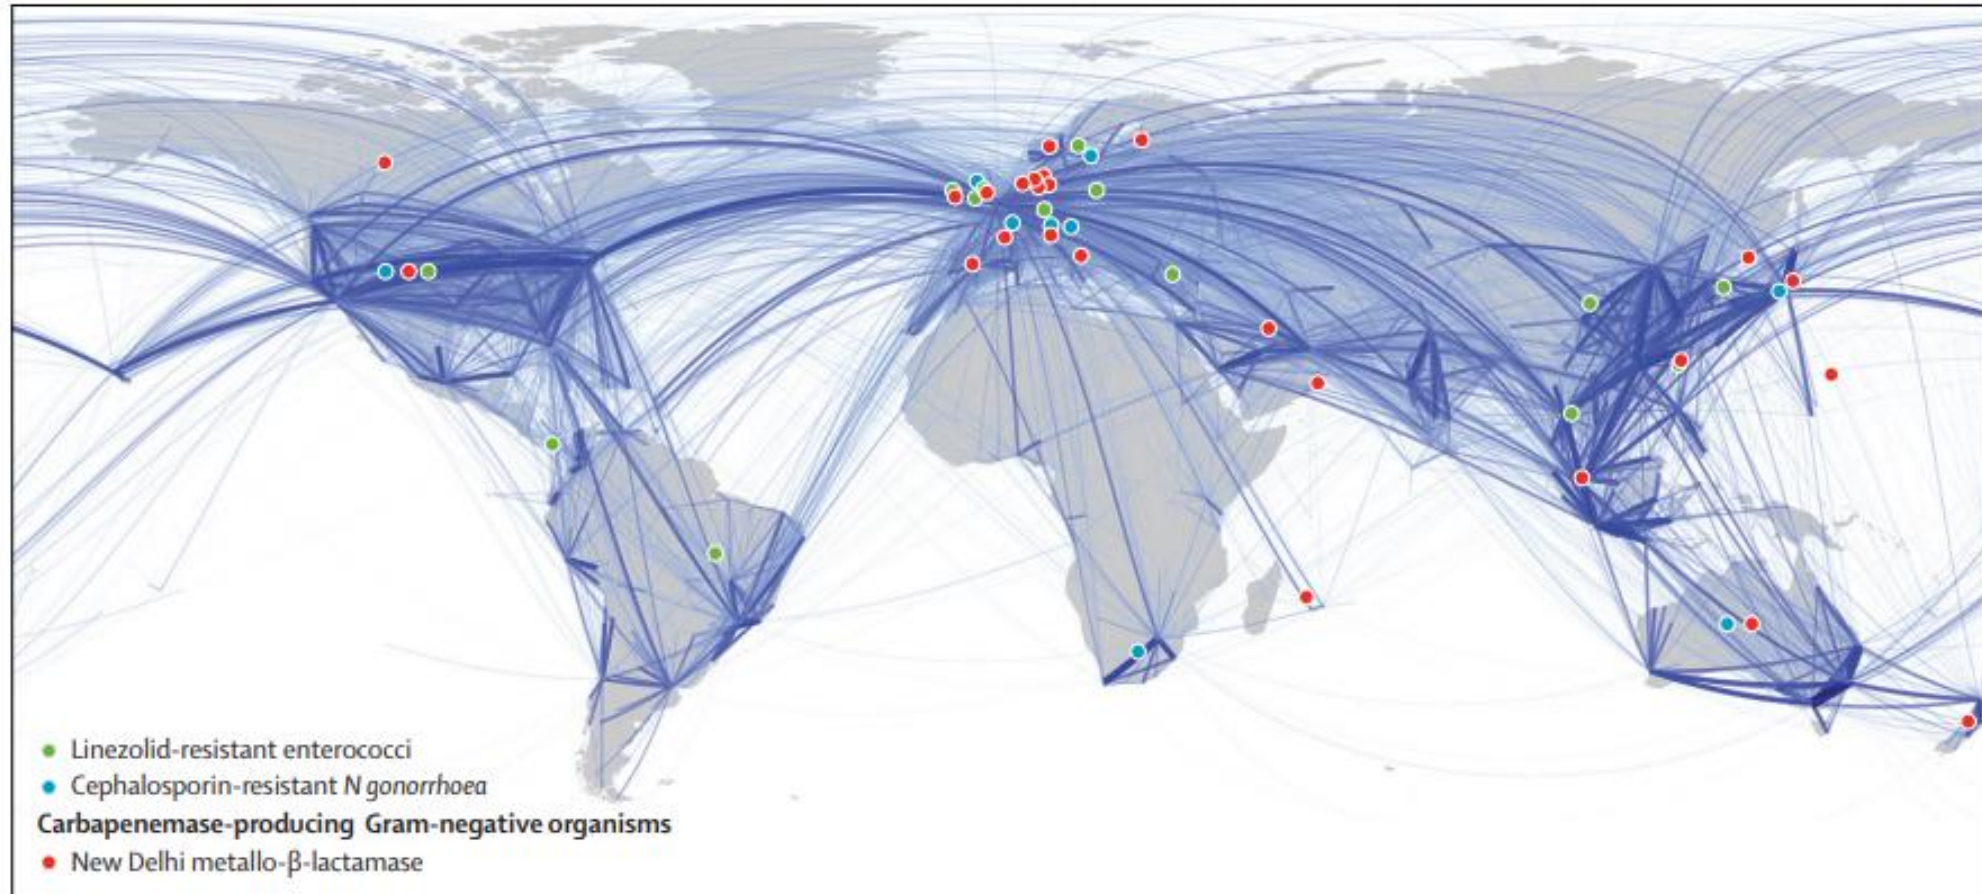 Linezolid-resistant enterococci
Cephalosporin-resistant N gonorrhoea
Carbapenemase-producing Gram-negative organisms
New Delhi metallo-β-lactamase